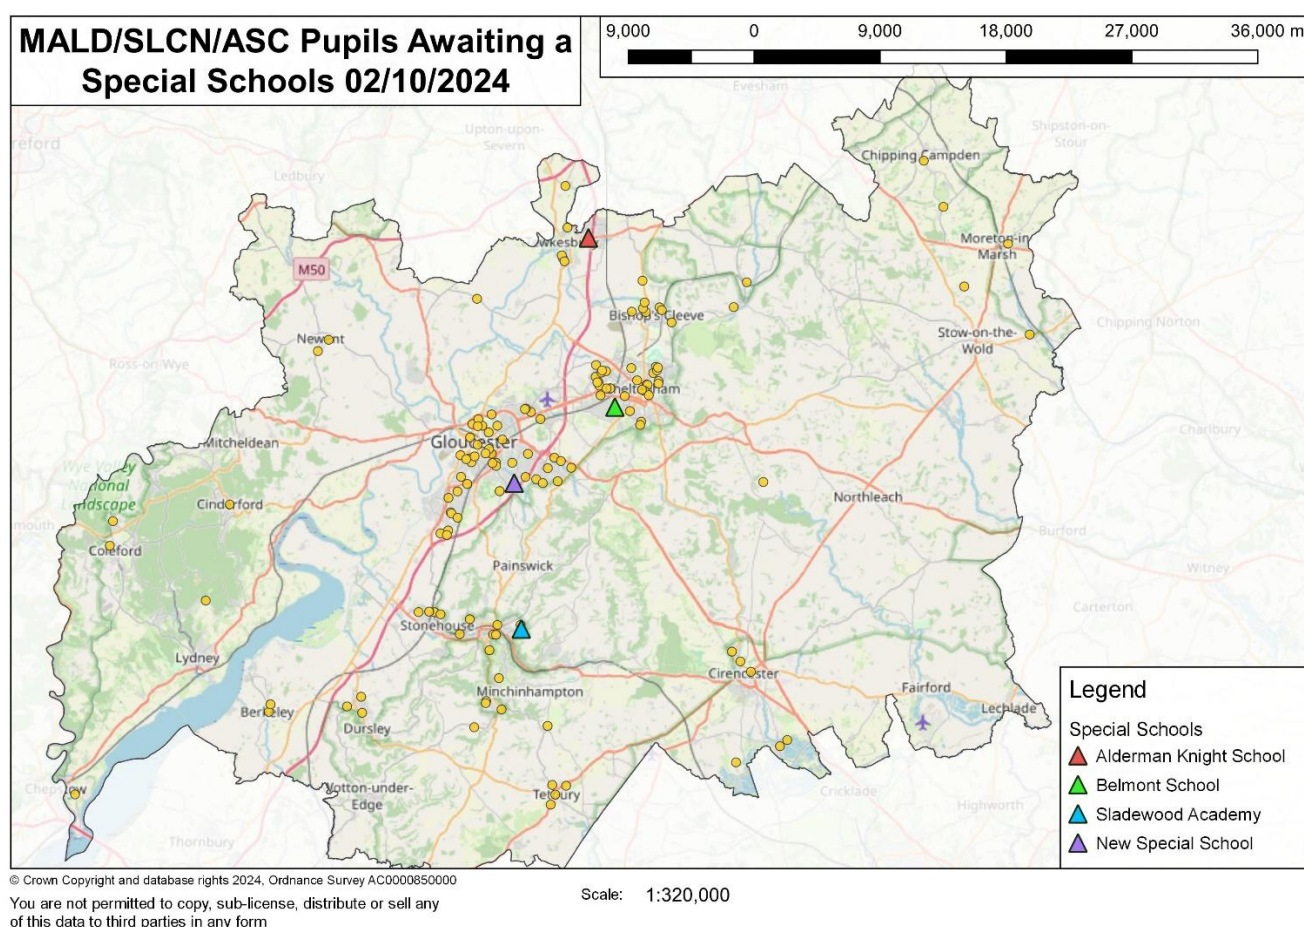 MALD/SLCN/ASC Pupils Awaiting a
Special Schools 02/10/2024
9,000 0 9,000 18,000 27,000 36,000 m
Evesham
Upton-upon-
Severn
Shipston-on-
Stour
Ledbury
Chipping Campden
Moreton-in-
Marsh
M50
Bishop's Cleeve
Chipping Norton
Stow-on-the-
Wold
Ross-on-Wye
Cheltenham
Charlbury
Gloucester
Mitcheldean
Wye Valley
National
Landscape
Cinderford
Northleach
Burford
Coleford
Painswick
Witney
Carterton
Stonehouse
Lydney
Cirencester
Minchinhampton
Fairford
Lechlade
Berkeley
Dursley
Wotton-under-
Edge
Tetbury
Cricklade
Highworth
Thornbury
Legend
Special Schools
Alderman Knight School
Belmont School
Sladewood Academy
New Special School
© Crown Copyright and database rights 2024, Ordnance Survey AC0000850000
You are not permitted to copy, sub-license, distribute or sell any
of this data to third parties in any form
Scale: 1:320,000